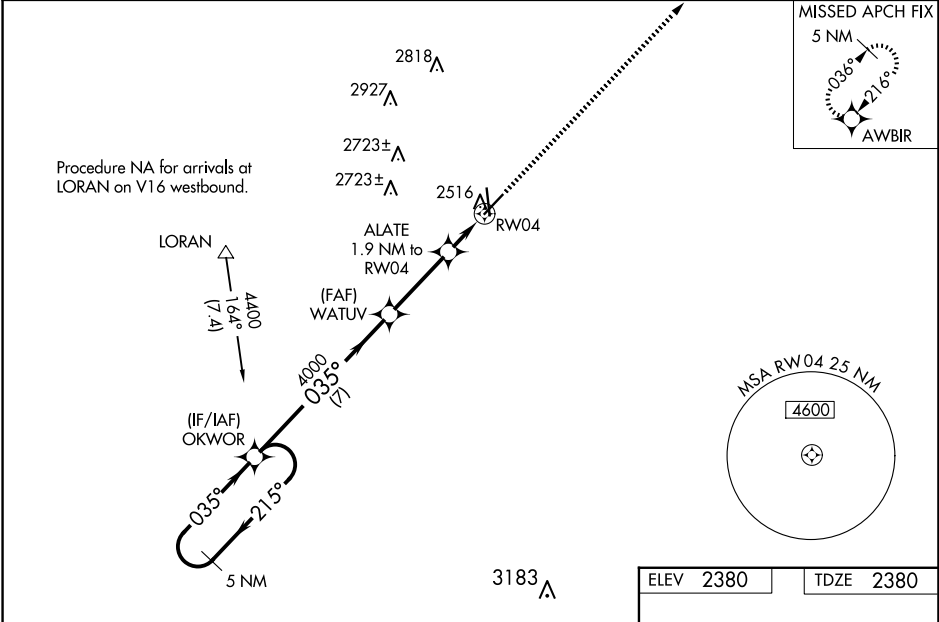 MISSED APCH FIX
5 NM
036°
216°
AWBIR
2818
2927
2723±
2723±
2516
RW04
Procedure NA for arrivals at
LORAN on V16 westbound.
LORAN
4400
164°
(7.4)
ALATE
1.9 NM to
RW04
(FAF)
WATUV
4000
035°
(7)
(IF/IAF)
OKWOR
035°
215°
5 NM
MSA RW04 25 NM
4600
3183
ELEV 2380
TDZE 2380